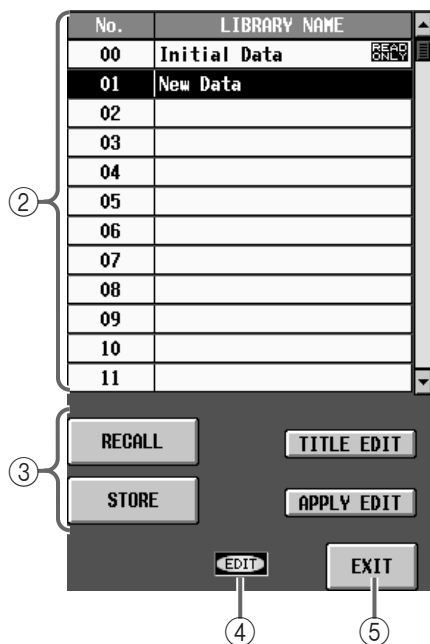 No. LIBRARY NAME
00 Initial Data READ ONLY
01 New Data
02
03
04
② 05
06
07
08
09
10
11
RECALL TITLE EDIT
③
STORE APPLY EDIT
EDIT EXIT
④ ⑤